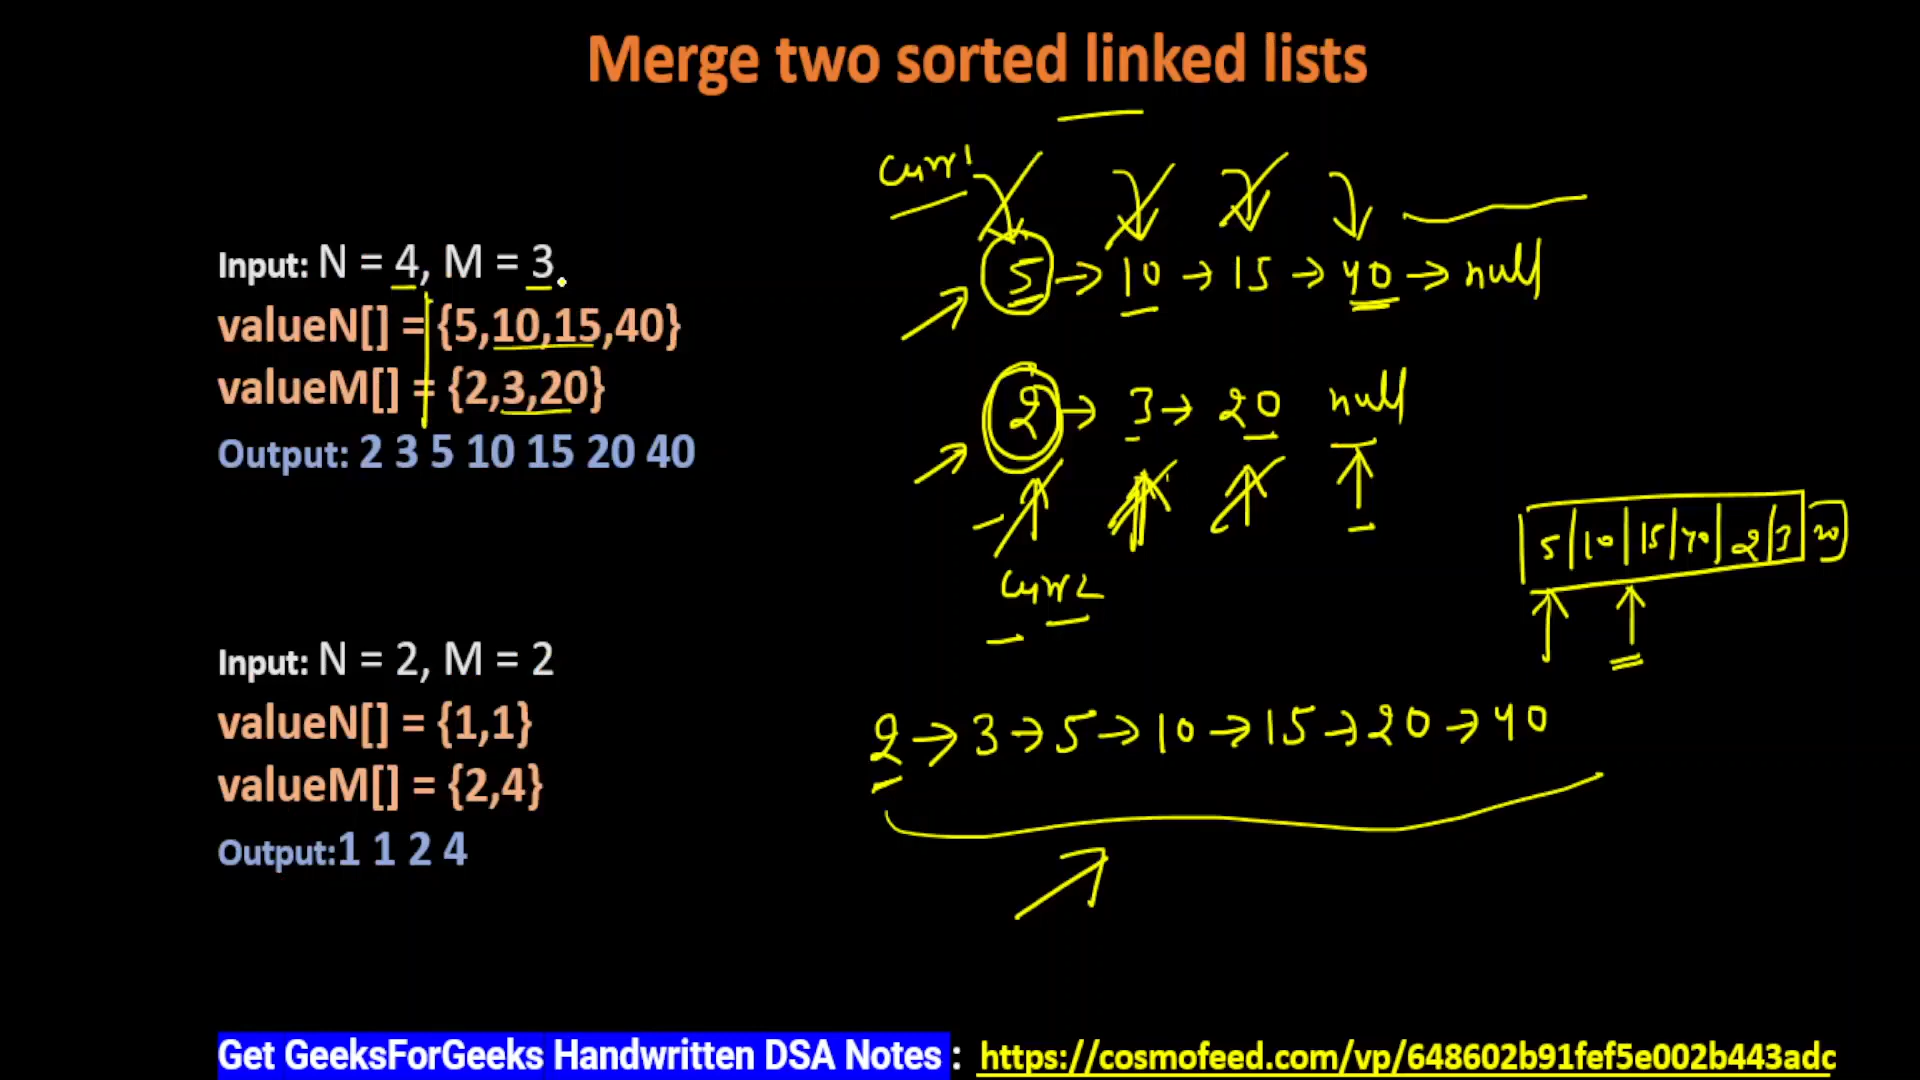 Merge two sorted linked lists
Input: N = 4, M = 3
valueN[] = {5,10,15,40}
valueM[] = {2,3,20}
Output: 2 3 5 10 15 20 40
Input: N = 2, M = 2
valueN[] = {1,1}
valueM[] = {2,4}
Output:1 1 2 4
curr1
5 → 10 → 15 → 40 → null
2 → 3 → 20 null
curr2
5 | 10 | 15 | 40 | 2 | 3 | 20
2 → 3 → 5 → 10 → 15 → 20 → 40
Get GeeksForGeeks Handwritten DSA Notes : https://cosmofeed.com/vp/648602b91fef5e002b443adc